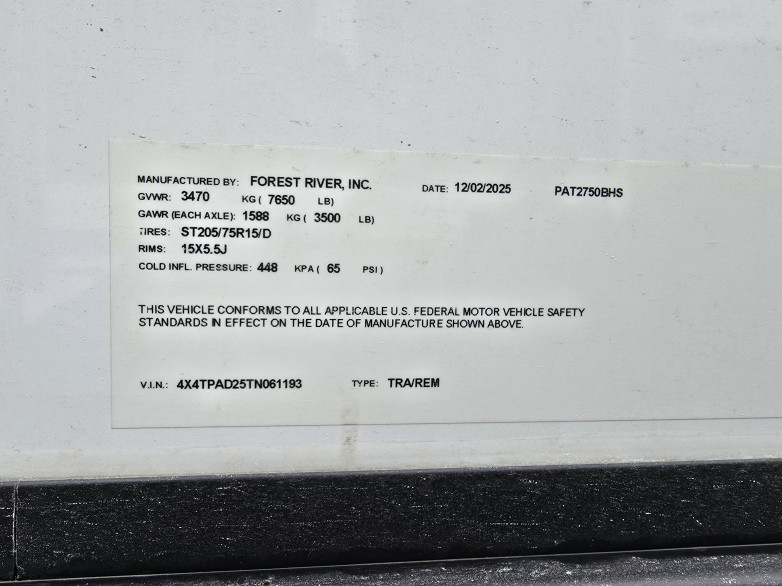 MANUFACTURED BY: FOREST RIVER, INC. DATE: 12/02/2025 PAT2750BHS
GVWR: 3470 KG ( 7650 LB)
GAWR (EACH AXLE): 1588 KG ( 3500 LB)
TIRES: ST205/75R15/D
RIMS: 15X5.5J
COLD INFL. PRESSURE: 448 KPA ( 65 PSI )
THIS VEHICLE CONFORMS TO ALL APPLICABLE U.S. FEDERAL MOTOR VEHICLE SAFETY
STANDARDS IN EFFECT ON THE DATE OF MANUFACTURE SHOWN ABOVE.
V.I.N.: 4X4TPAD25TN061193 TYPE: TRA/REM